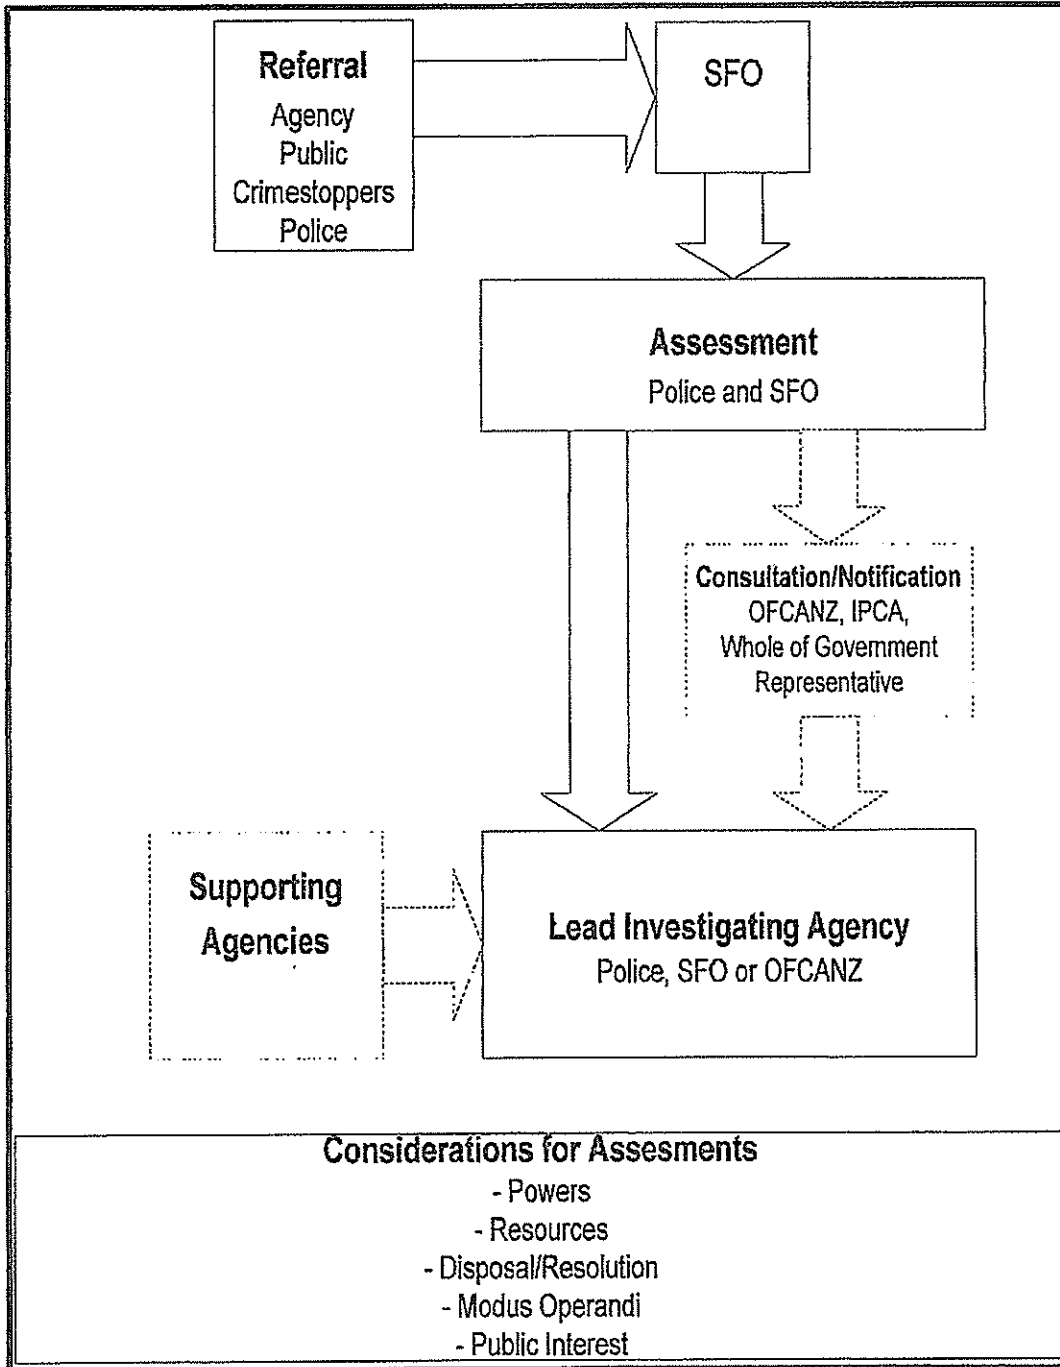 Referral
Agency
Public
Crimestoppers
Police
SFO
Assessment
Police and SFO
Consultation/Notification
OFCANZ, IPCA,
Whole of Government
Representative
Supporting
Agencies
Lead Investigating Agency
Police, SFO or OFCANZ
Considerations for Assesments
- Powers
- Resources
- Disposal/Resolution
- Modus Operandi
- Public Interest